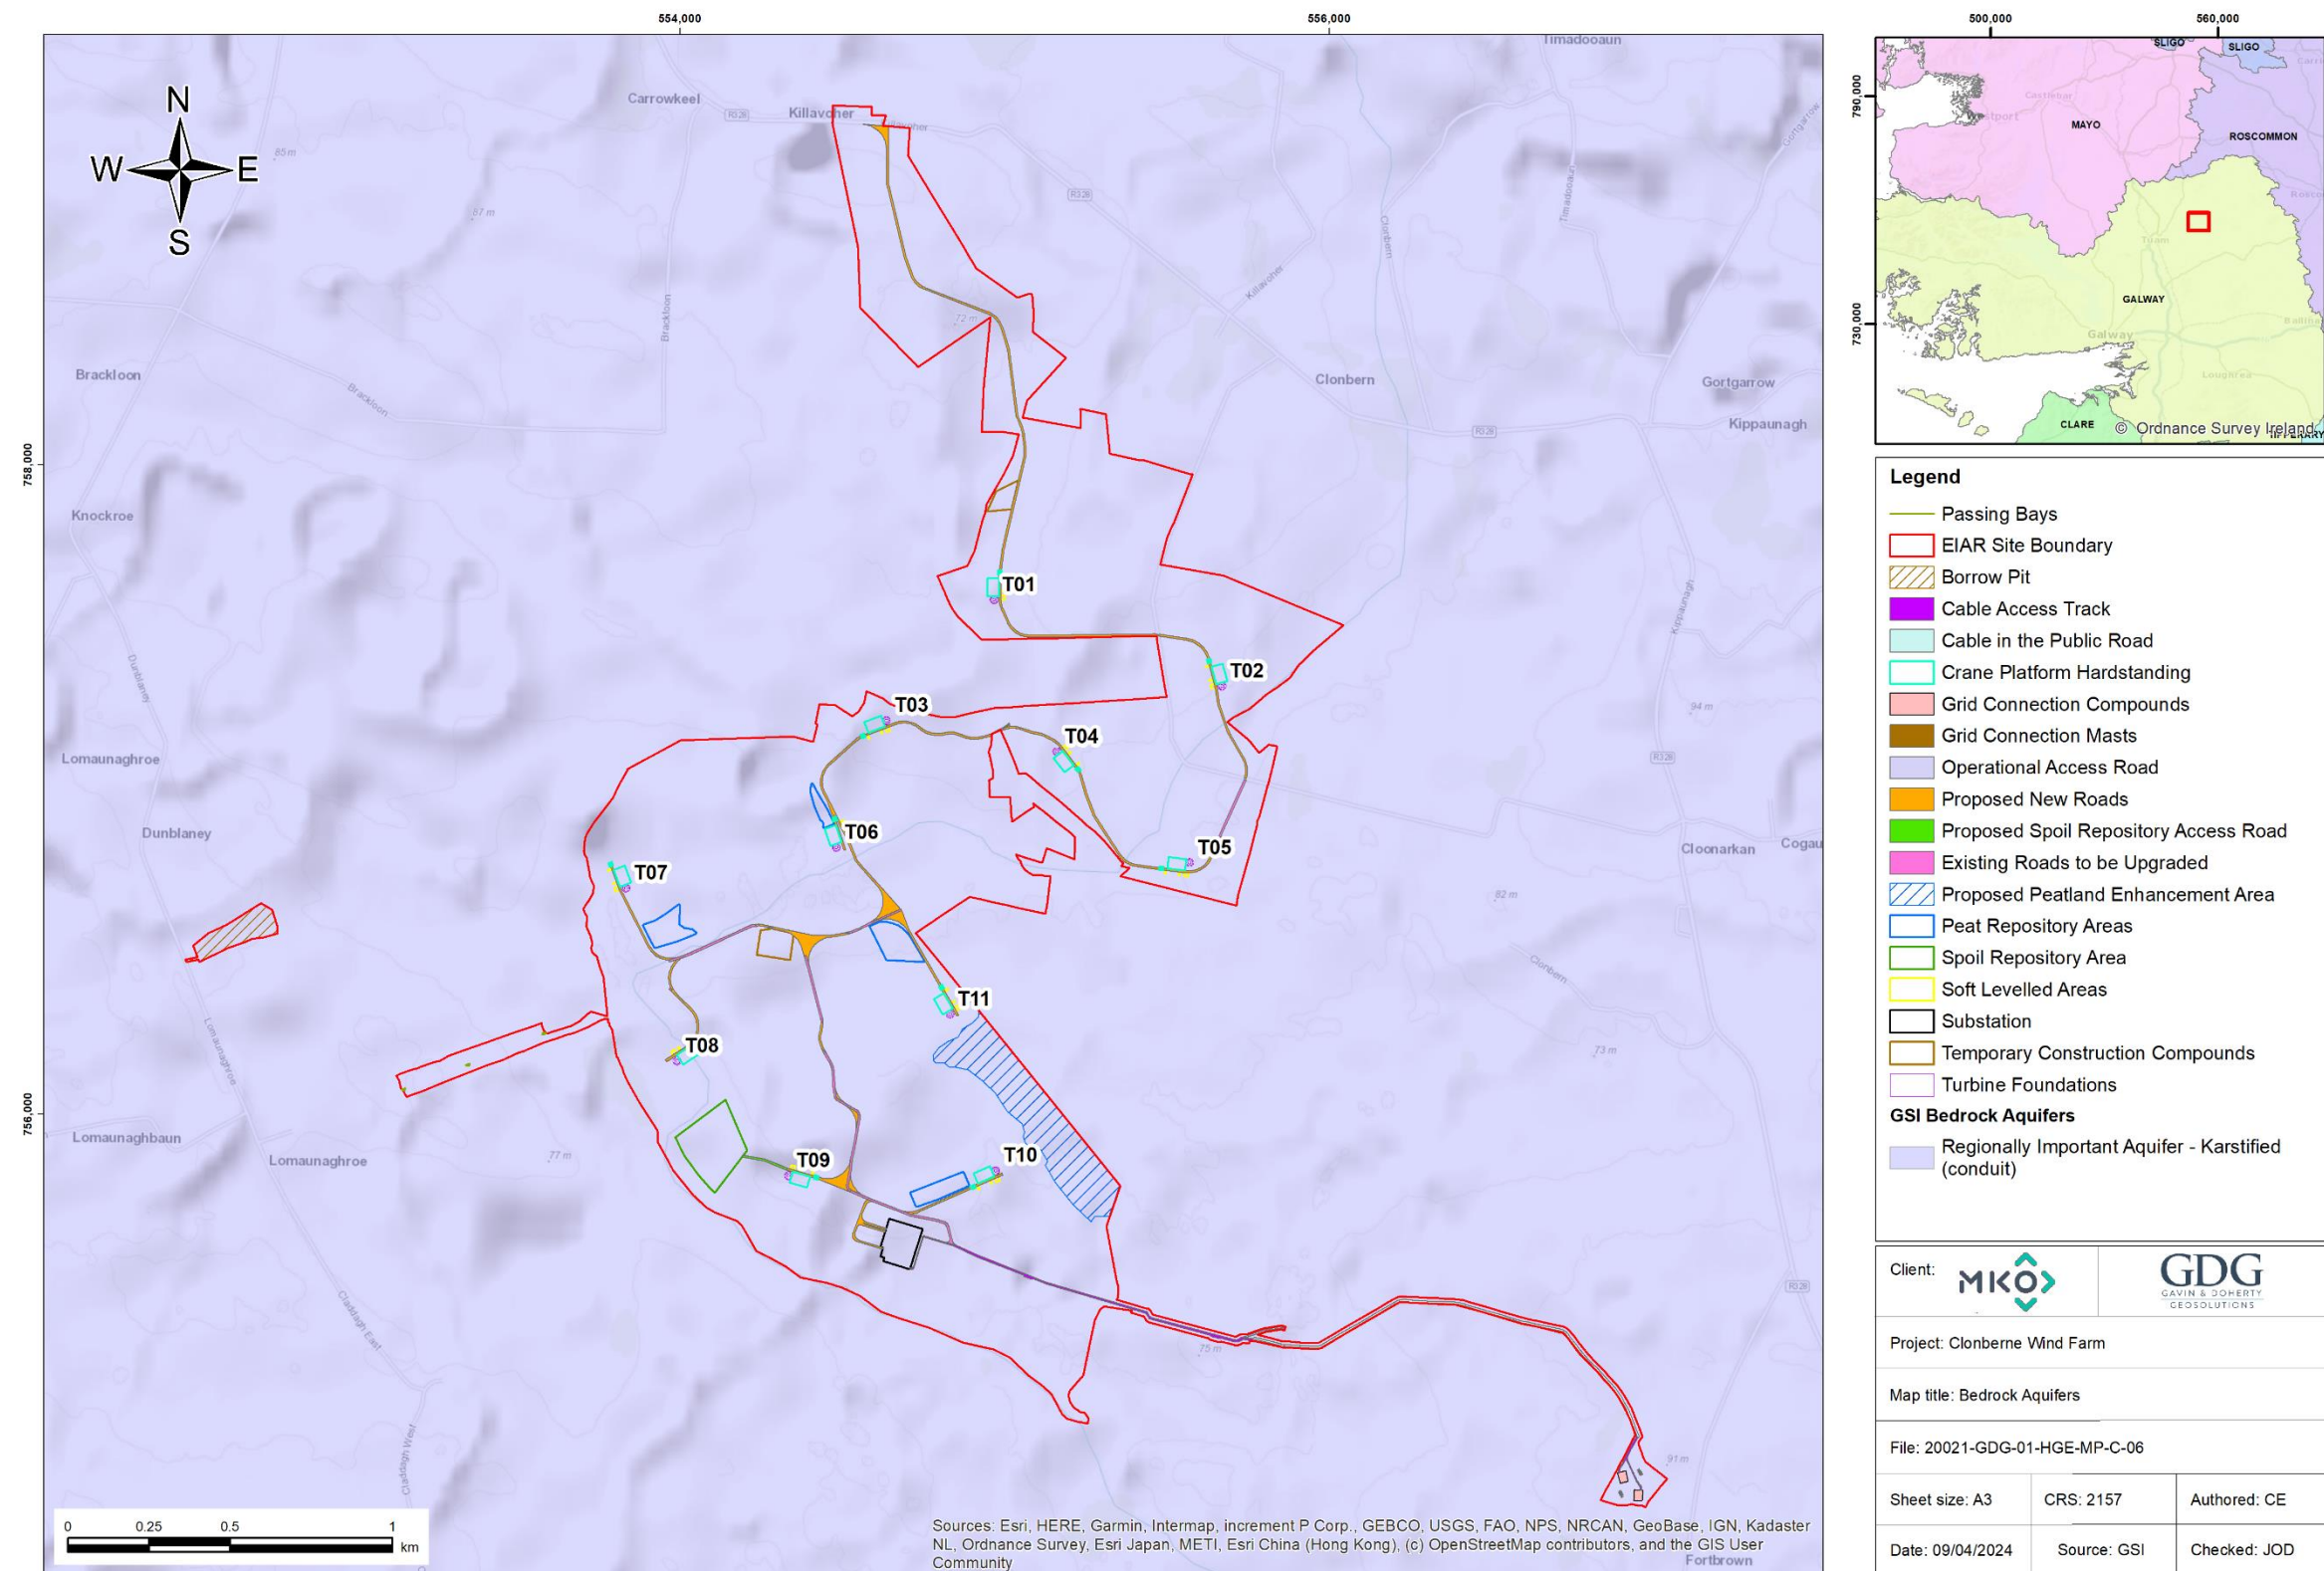 554,000
556,000
758,000
756,000
N
W
E
S
Timadooaun
Carrowkeel
Killavoher
Killavoher
R328
85 m
87 m
R328
Clonbern
Timadooaun
Gortgarrow
Killavoher
Brackloon
72 m
Brackloon
Brackloon
Clonbern
Gortgarrow
Kippaunagh
R328
Knockroe
T01
Kippaunagh
Dunblaney
T02
T03
94 m
T04
Lomaunaghroe
R328
Dunblaney
T06
T05
Cloonarkan
Cogau
T07
82 m
Clonbern
T11
Lomaunaghroe
T08
73 m
Lomaunaghbaun
Lomaunaghroe
77 m
T09
T10
R328
Claddagh East
75 m
Claddagh West
91 m
Fortbrown
0
0.25
0.5
1
km
Sources: Esri, HERE, Garmin, Intermap, increment P Corp., GEBCO, USGS, FAO, NPS, NRCAN, GeoBase, IGN, Kadaster
NL, Ordnance Survey, Esri Japan, METI, Esri China (Hong Kong), (c) OpenStreetMap contributors, and the GIS User
Community
500,000
560,000
790,000
730,000
SLIGO
SLIGO
Castlebar
MAYO
ROSCOMMON
Tuam
GALWAY
Galway
Loughrea
CLARE
© Ordnance Survey Ireland
TIPPERARY
Legend
Passing Bays
EIAR Site Boundary
Borrow Pit
Cable Access Track
Cable in the Public Road
Crane Platform Hardstanding
Grid Connection Compounds
Grid Connection Masts
Operational Access Road
Proposed New Roads
Proposed Spoil Repository Access Road
Existing Roads to be Upgraded
Proposed Peatland Enhancement Area
Peat Repository Areas
Spoil Repository Area
Soft Levelled Areas
Substation
Temporary Construction Compounds
Turbine Foundations
GSI Bedrock Aquifers
Regionally Important Aquifer - Karstified
(conduit)
Client:
MKO
GDG
GAVIN & DOHERTY
GEOSOLUTIONS
Project: Clonberne Wind Farm
Map title: Bedrock Aquifers
File: 20021-GDG-01-HGE-MP-C-06
Sheet size: A3
CRS: 2157
Authored: CE
Date: 09/04/2024
Source: GSI
Checked: JOD